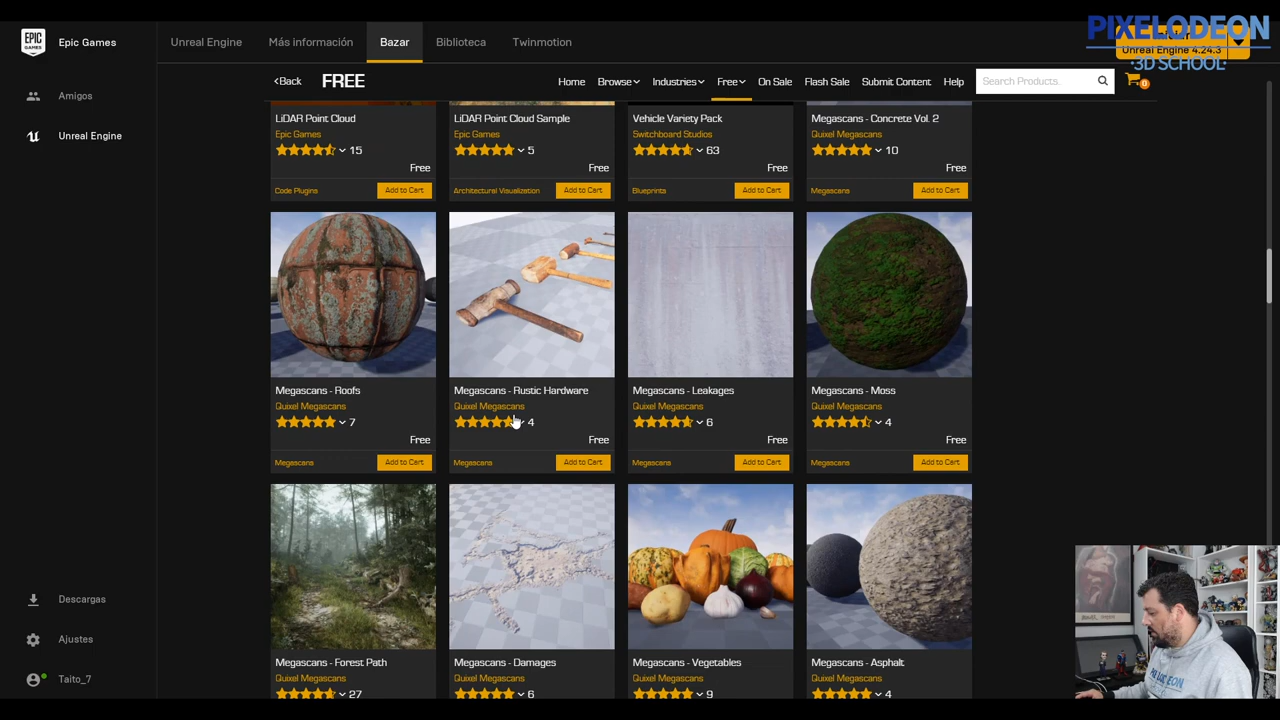 EPIC GAMES
Epic Games
Unreal Engine
Más información
Bazar
Biblioteca
Twinmotion
PIXELODEON
Unreal Engine 4.24.3
·3D SCHOOL·
Amigos
Unreal Engine
Back
FREE
Home
Browse
Industries
Free
On Sale
Flash Sale
Submit Content
Help
Search Products.
0
LiDAR Point Cloud
Epic Games
15
Free
Code Plugins
Add to Cart
LiDAR Point Cloud Sample
Epic Games
5
Free
Architectural Visualization
Add to Cart
Vehicle Variety Pack
Switchboard Studios
63
Free
Blueprints
Add to Cart
Megascans - Concrete Vol. 2
Quixel Megascans
10
Free
Megascans
Add to Cart
Megascans - Roofs
Quixel Megascans
7
Free
Megascans
Add to Cart
Megascans - Rustic Hardware
Quixel Megascans
4
Free
Megascans
Add to Cart
Megascans - Leakages
Quixel Megascans
6
Free
Megascans
Add to Cart
Megascans - Moss
Quixel Megascans
4
Free
Megascans
Add to Cart
Megascans - Forest Path
Quixel Megascans
27
Megascans - Damages
Quixel Megascans
6
Megascans - Vegetables
Quixel Megascans
9
Megascans - Asphalt
Quixel Megascans
4
Descargas
Ajustes
Taito_7